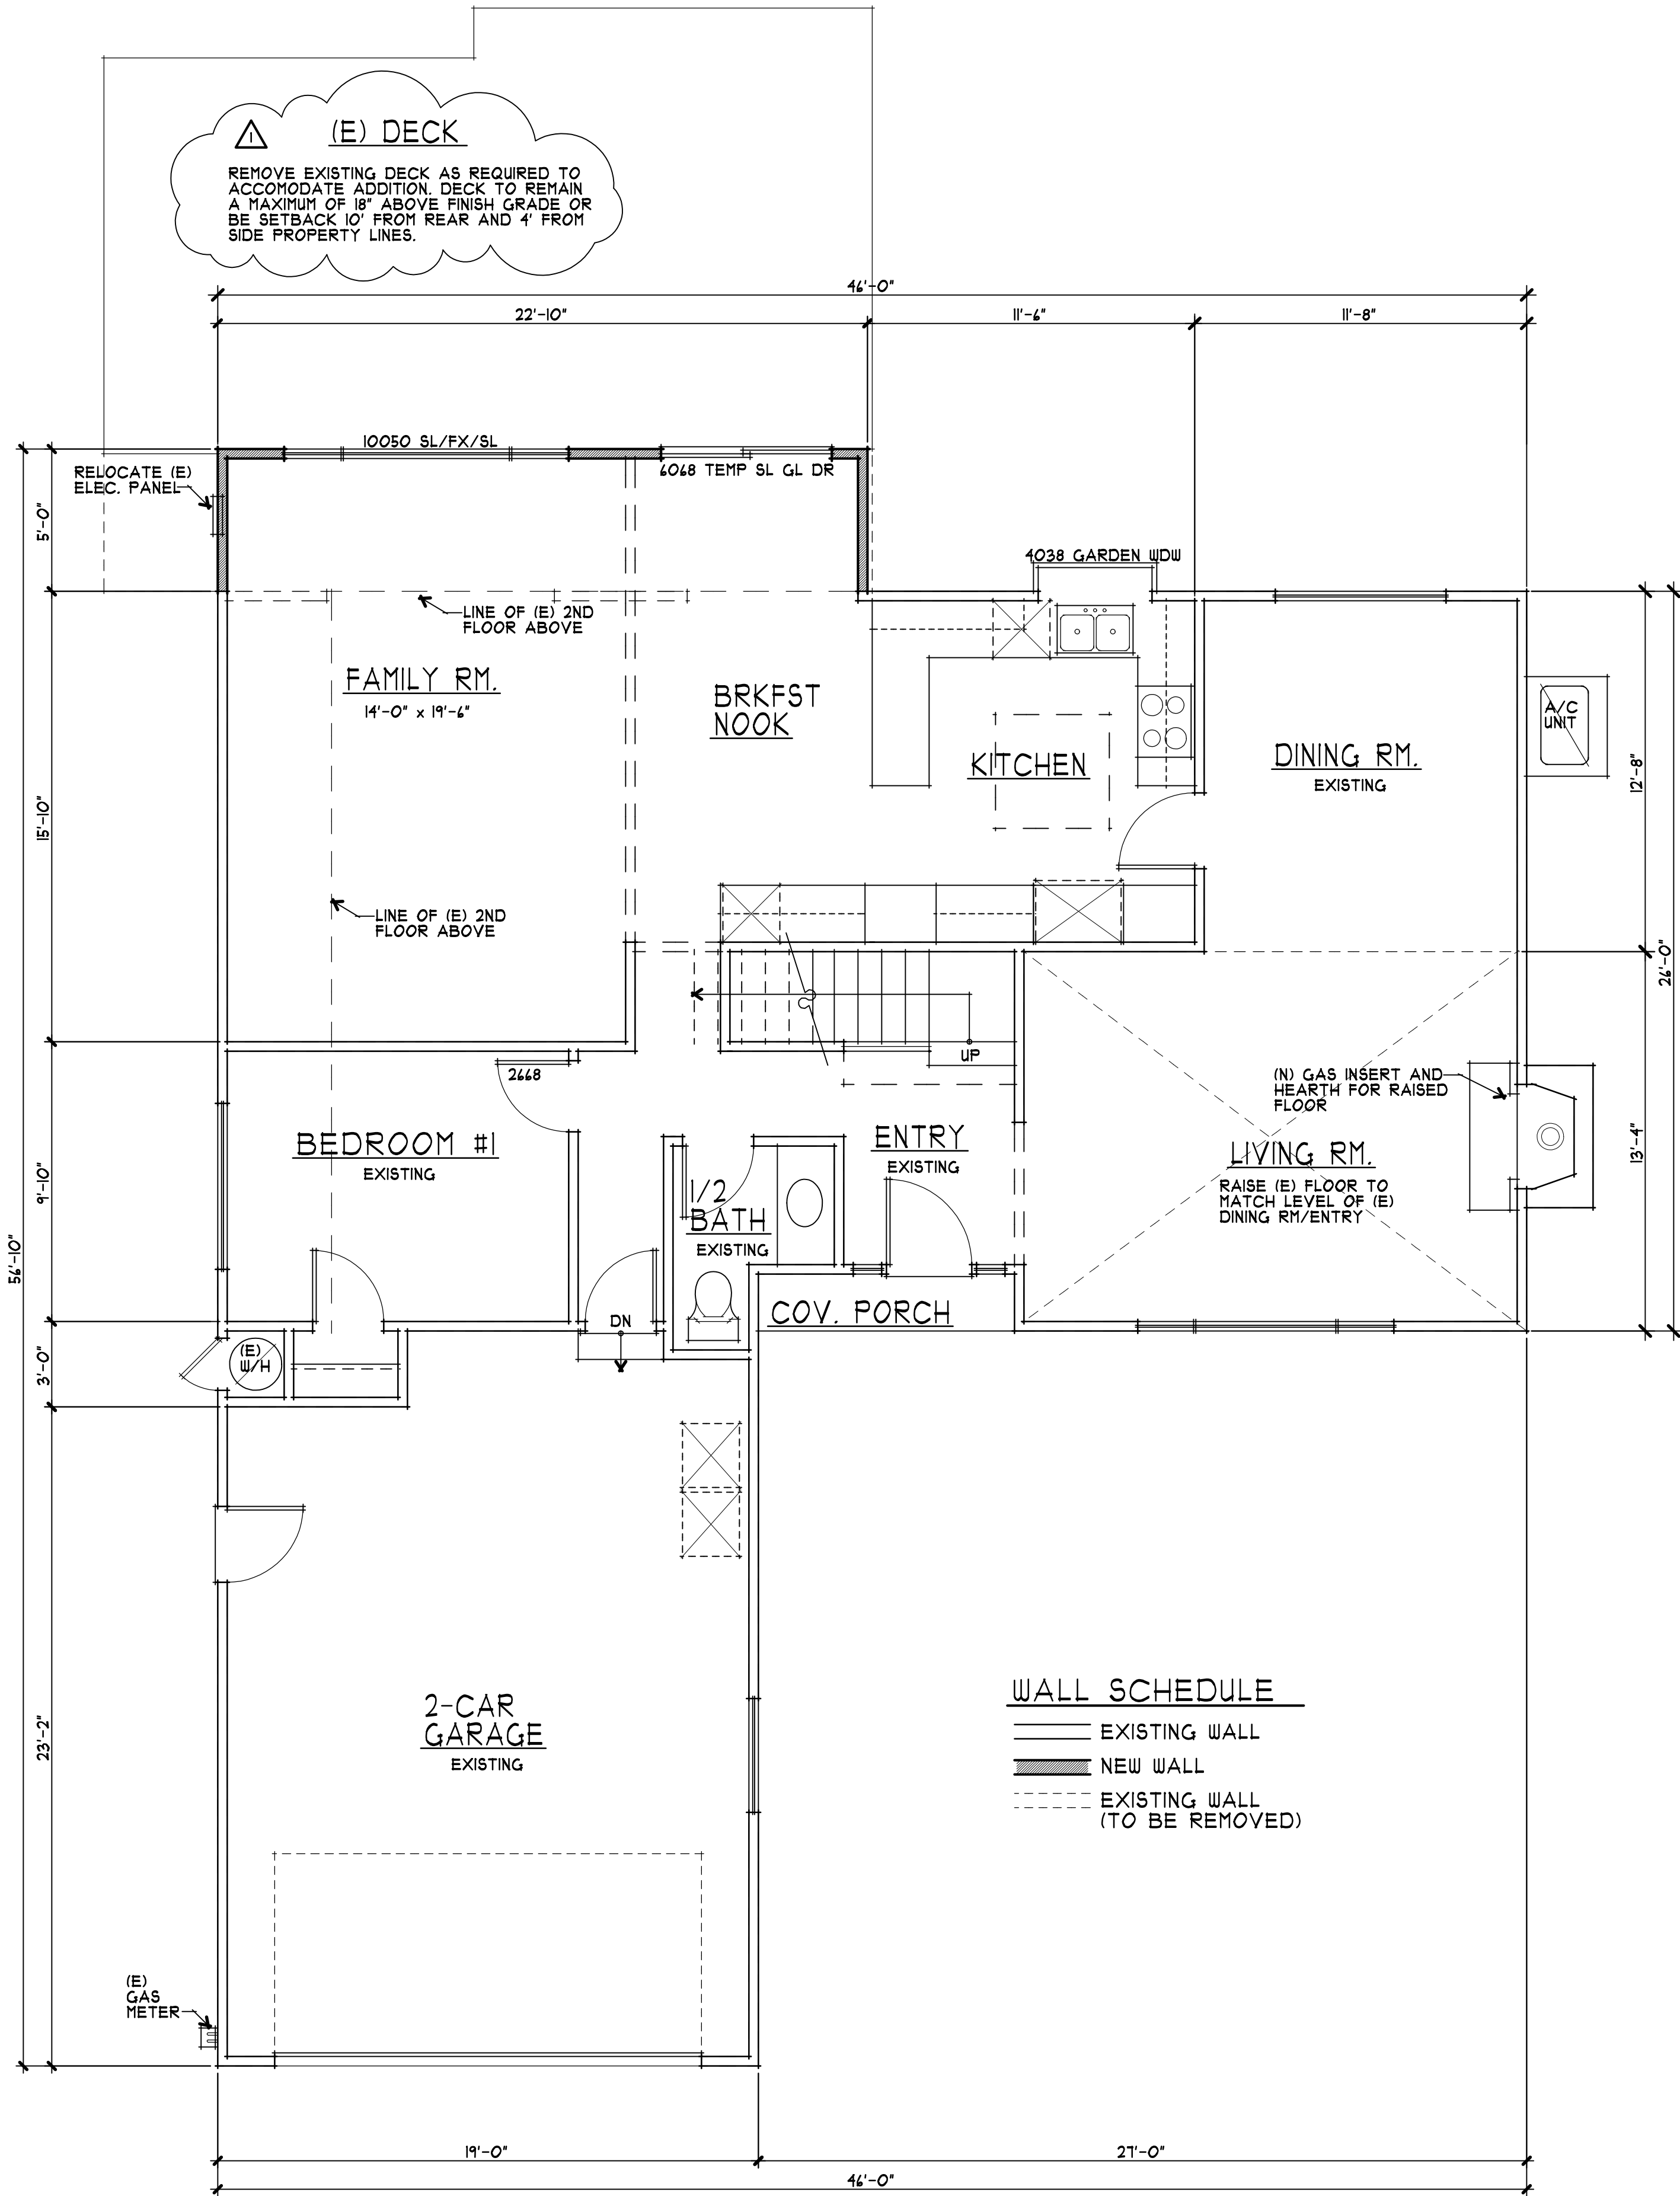 (E) DECK
1
REMOVE EXISTING DECK AS REQUIRED TO
ACCOMODATE ADDITION. DECK TO REMAIN
A MAXIMUM OF 18" ABOVE FINISH GRADE OR
BE SETBACK 10' FROM REAR AND 4' FROM
SIDE PROPERTY LINES.
46'-0"
22'-10"
11'-6"
11'-8"
10050 SL/FX/SL
6068 TEMP SL GL DR
RELOCATE (E)
ELEC. PANEL
5'-0"
4038 GARDEN WDW
LINE OF (E) 2ND
FLOOR ABOVE
FAMILY RM.
14'-0" x 19'-6"
BRKFST
NOOK
KITCHEN
DINING RM.
EXISTING
A/C
UNIT
12'-8"
15'-10"
LINE OF (E) 2ND
FLOOR ABOVE
26'-0"
UP
2668
(N) GAS INSERT AND
HEARTH FOR RAISED
FLOOR
BEDROOM #1
EXISTING
ENTRY
EXISTING
LIVING RM.
RAISE (E) FLOOR TO
MATCH LEVEL OF (E)
DINING RM/ENTRY
13'-4"
9'-10"
1/2
BATH
EXISTING
56'-10"
COV. PORCH
DN
(E)
W/H
3'-0"
2-CAR
GARAGE
EXISTING
23'-2"
WALL SCHEDULE
EXISTING WALL
NEW WALL
EXISTING WALL
(TO BE REMOVED)
(E)
GAS
METER
19'-0"
27'-0"
46'-0"